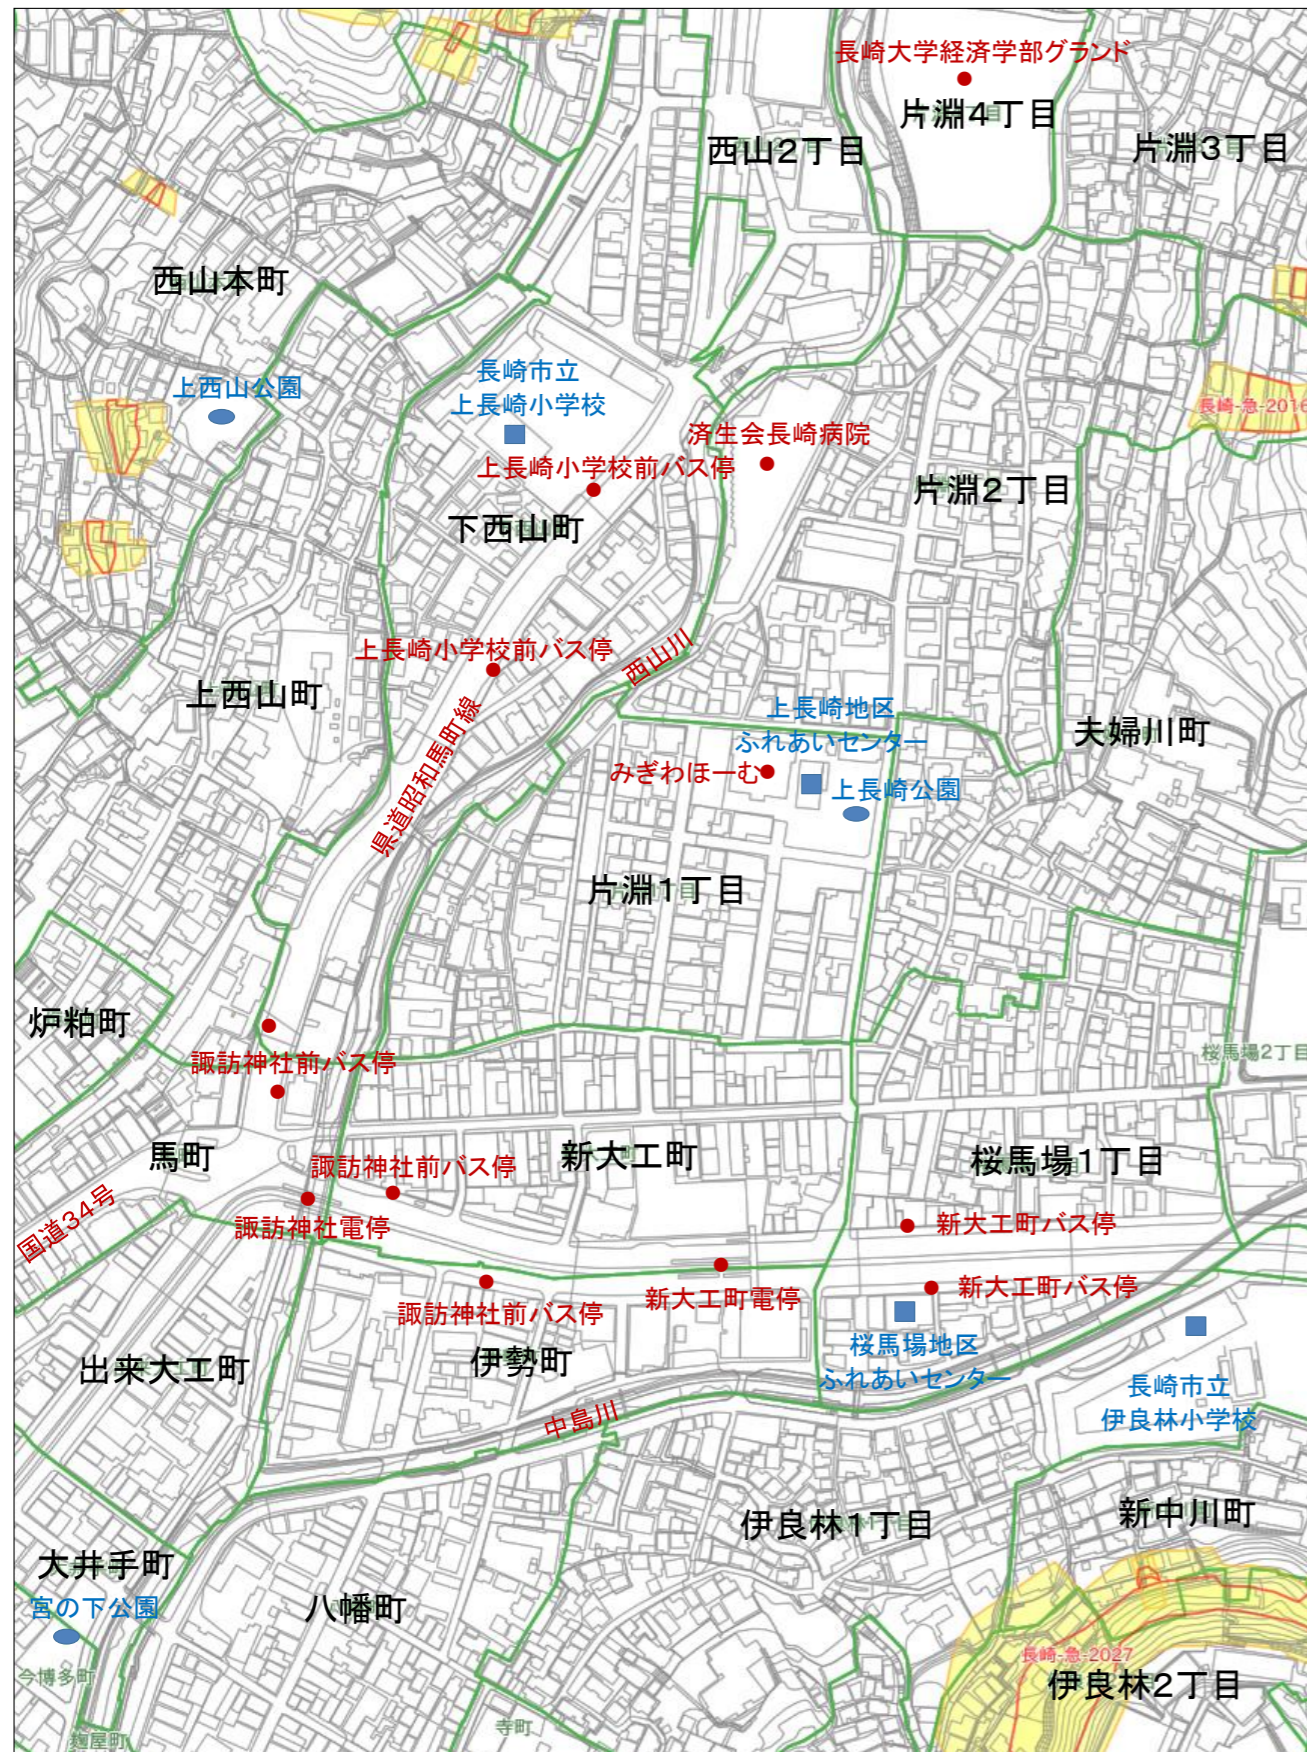 長崎大学経済学部グランド
片淵4丁目
西山2丁目
片淵3丁目
西山本町
上西山公園
長崎市立
上長崎小学校
長崎-急-2016
済生会長崎病院
上長崎小学校前バス停
片淵2丁目
下西山町
上長崎小学校前バス停
西山川
上西山町
上長崎地区
ふれあいセンター
夫婦川町
県道昭和馬町線
みぎわほーむ
上長崎公園
片淵1丁目
炉粕町
桜馬場2丁目
諏訪神社前バス停
馬町
諏訪神社前バス停
新大工町
桜馬場1丁目
国道34号
諏訪神社電停
新大工町バス停
新大工町バス停
新大工町電停
諏訪神社前バス停
桜馬場地区
ふれあいセンター
出来大工町
伊勢町
長崎市立
伊良林小学校
中島川
伊良林1丁目
新中川町
大井手町
宮の下公園
八幡町
長崎-急-2027
今博多町
伊良林2丁目
寺町
麹屋町